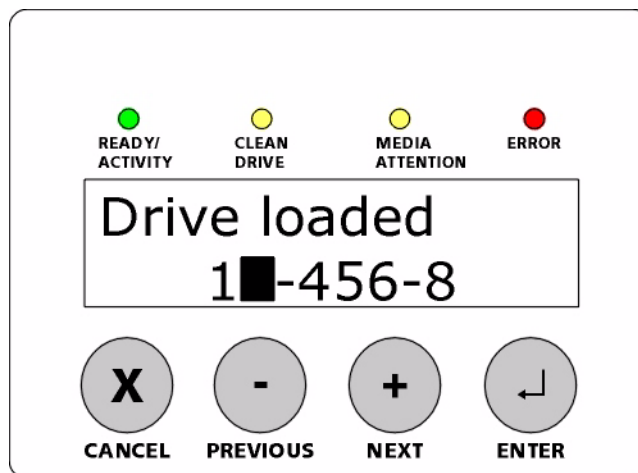 READY/
ACTIVITY
CLEAN
DRIVE
MEDIA
ATTENTION
ERROR
Drive loaded
1█-456-8
X
-
+
↵
CANCEL
PREVIOUS
NEXT
ENTER